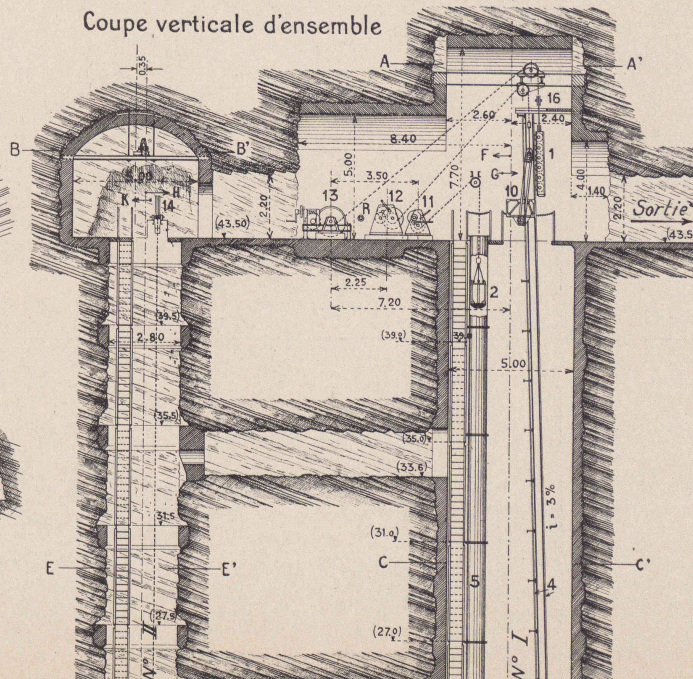 Coupe verticale d'ensemble
A
A'
0.35
16
2.60
2.40
8.40
5.00
1
B
A
B'
F
7.70
3.50
G
4.00
1.40
H
K
2.20
14
13
R
12
11
10
2.20
Sortie
(43.50)
(43.5
2.25
2
7.20
(39.5)
2.80
(39.0)
5.00
(35.5)
(35.0)
(33.6)
i = 3%
31.5
(31.0)
E
E'
C
C'
5
4
(27.5)
(27.0)
N° II
N° I